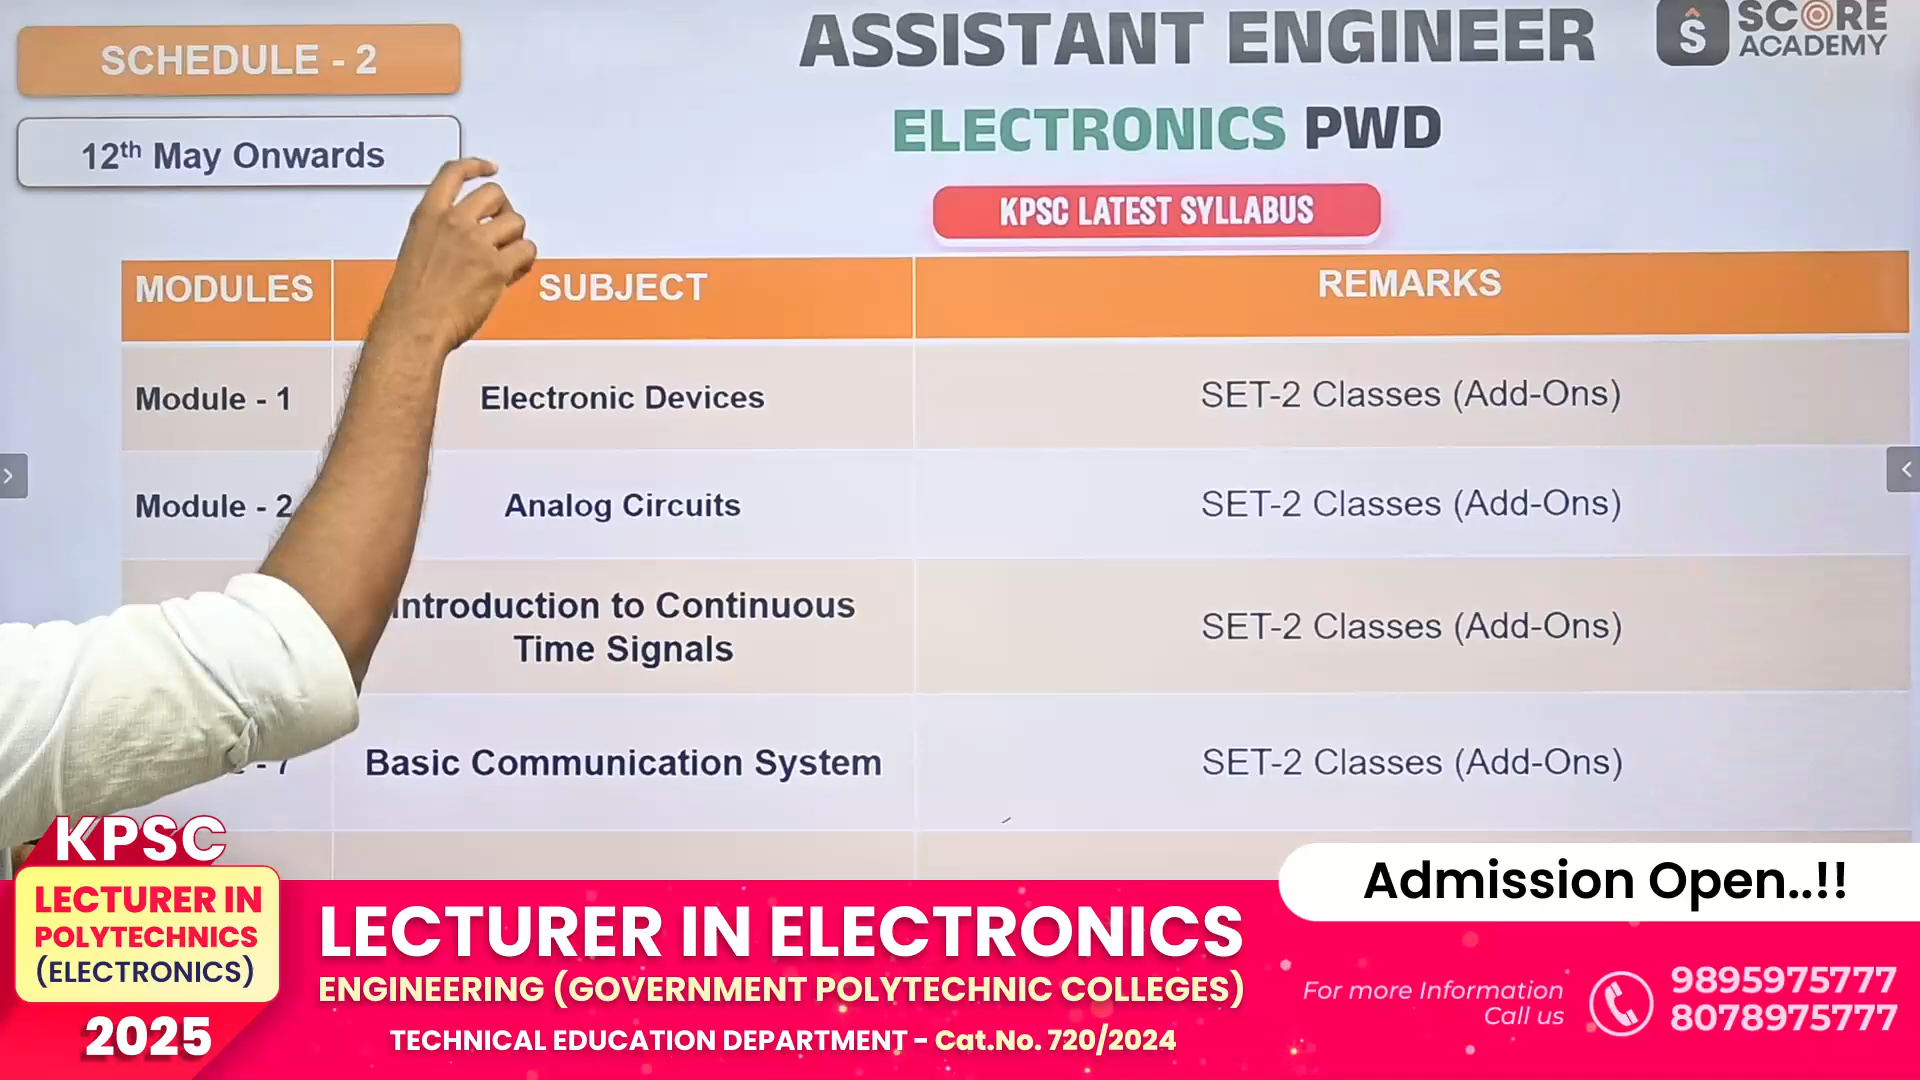 SCHEDULE - 2
12th May Onwards
ASSISTANT ENGINEER
ELECTRONICS PWD
KPSC LATEST SYLLABUS
SCORE
ACADEMY
MODULES SUBJECT REMARKS
Module - 1 Electronic Devices SET-2 Classes (Add-Ons)
Module - 2 Analog Circuits SET-2 Classes (Add-Ons)
Introduction to Continuous
Time Signals
SET-2 Classes (Add-Ons)
- 7 Basic Communication System SET-2 Classes (Add-Ons)
KPSC
LECTURER IN
POLYTECHNICS
(ELECTRONICS)
2025
LECTURER IN ELECTRONICS
ENGINEERING (GOVERNMENT POLYTECHNIC COLLEGES)
TECHNICAL EDUCATION DEPARTMENT - Cat.No. 720/2024
Admission Open..!!
For more Information
Call us
9895975777
8078975777